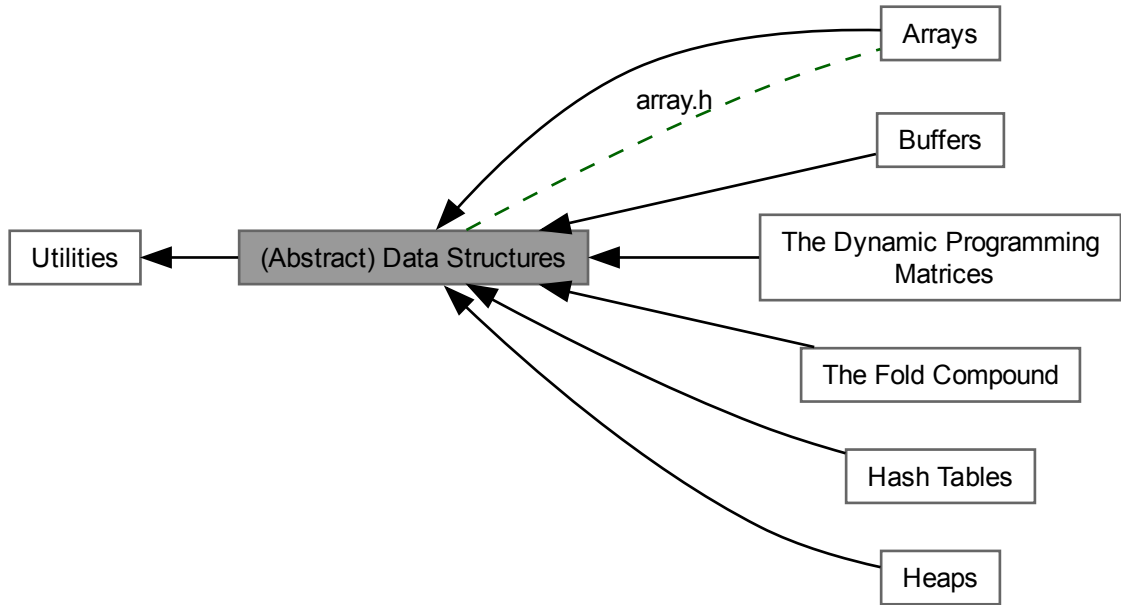 Arrays
array.h
Buffers
The Dynamic Programming
Matrices
Utilities
(Abstract) Data Structures
The Fold Compound
Hash Tables
Heaps